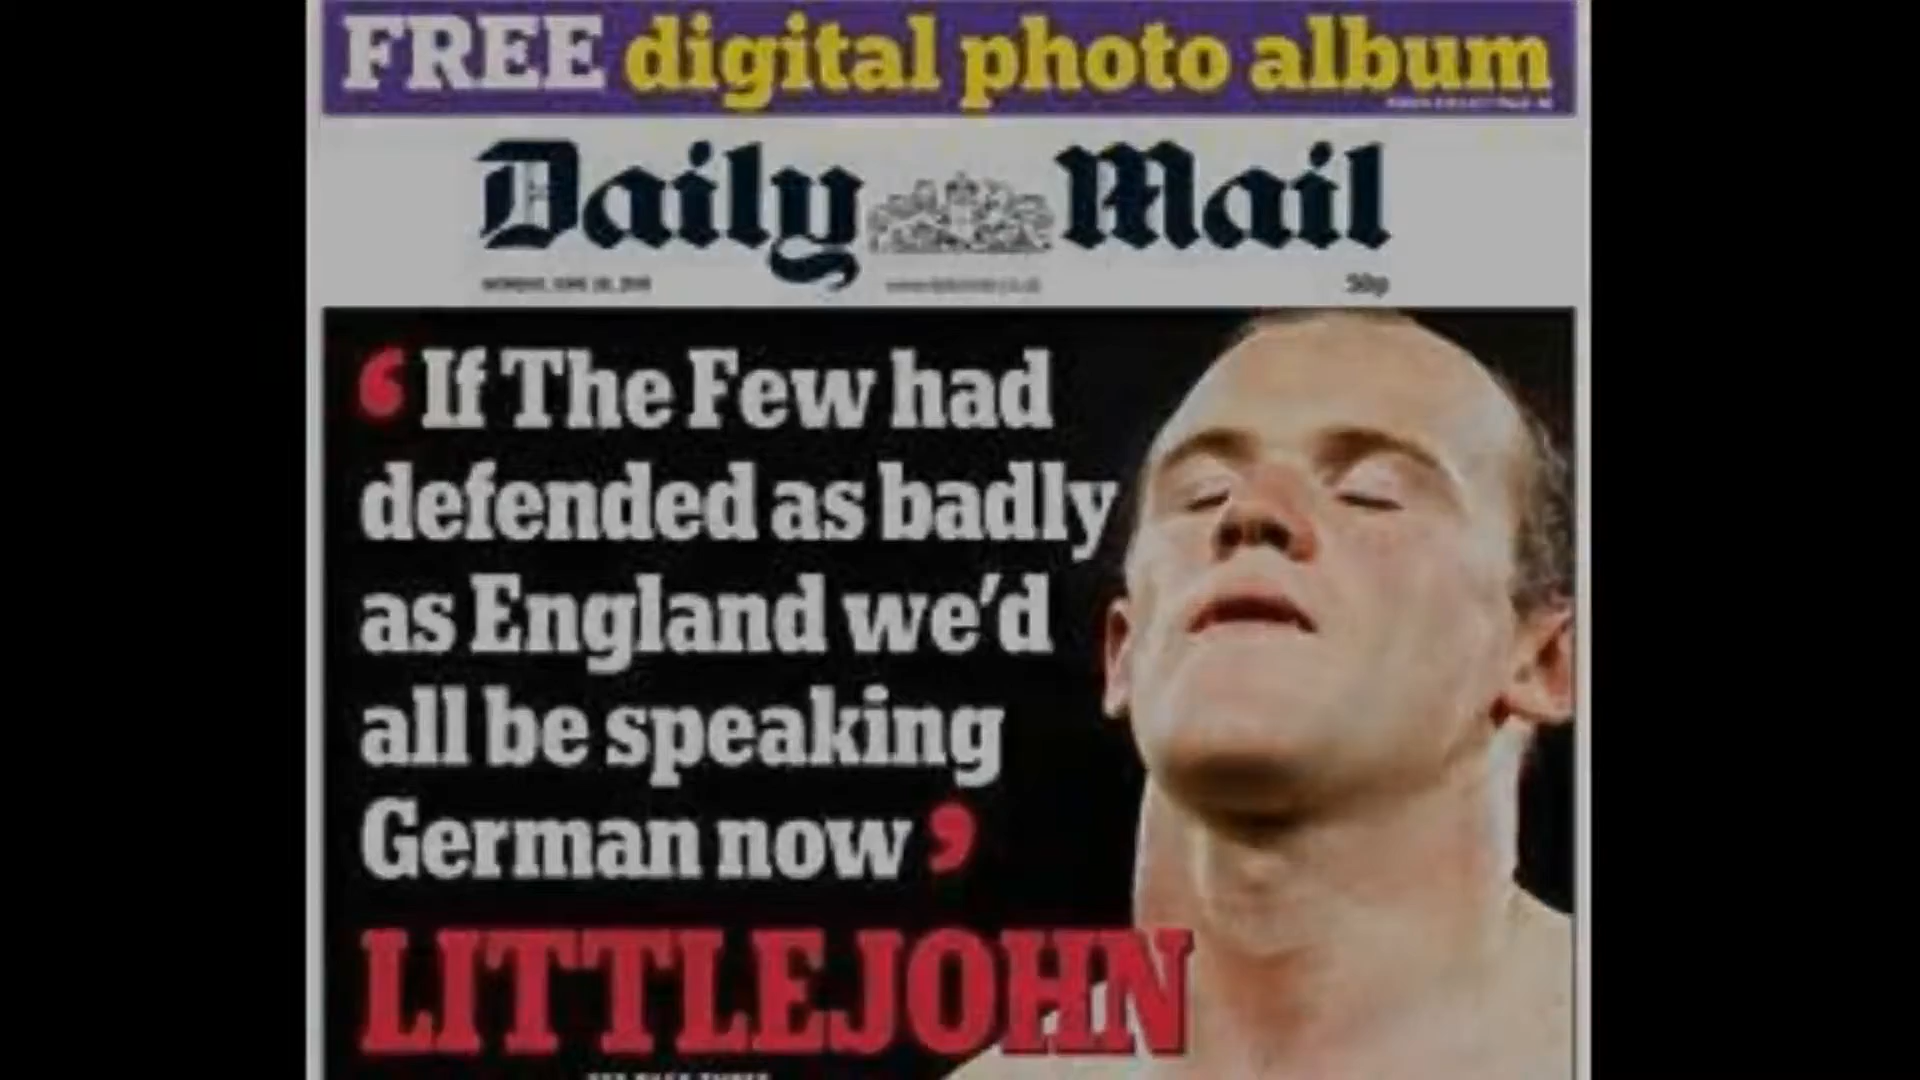 FREE digital photo album
Daily Mail
50p
‘ If The Few had
defended as badly
as England we’d
all be speaking
German now ’
LITTLEJOHN